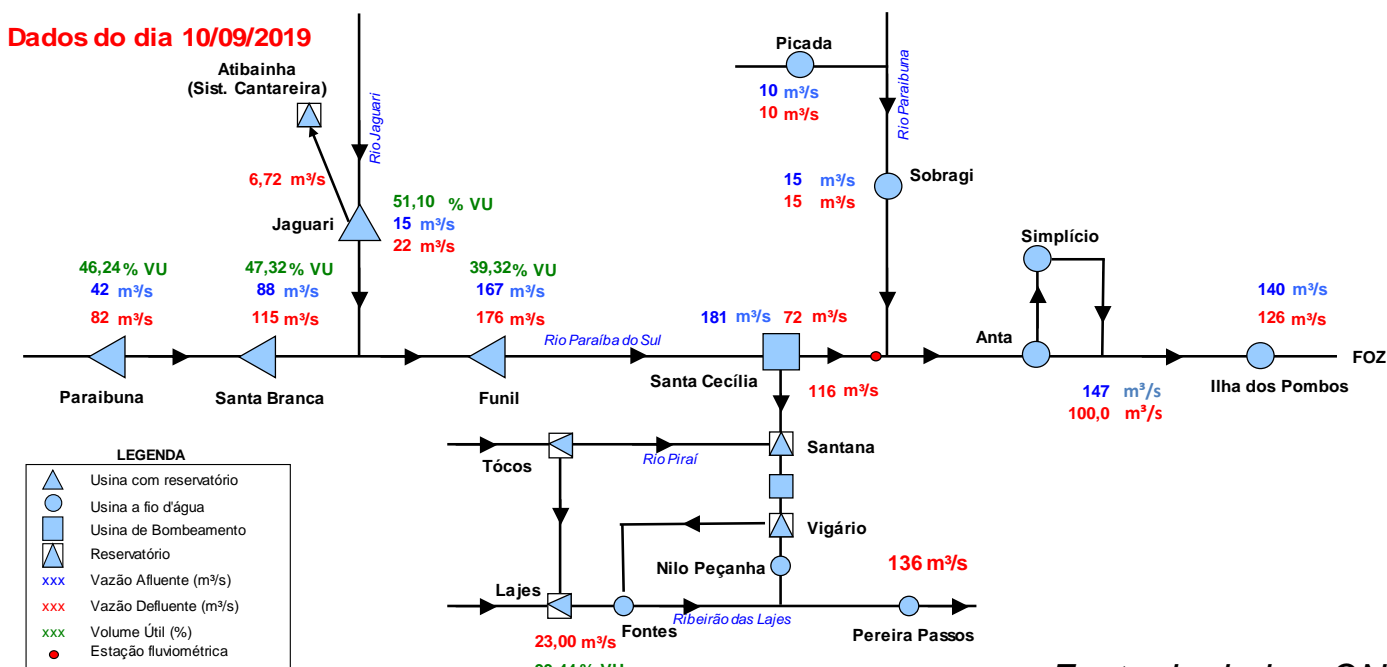 Dados do dia 10/09/2019
Atibainha
(Sist. Cantareira)
Rio Jaguari
6,72 m³/s
Jaguari
51,10 % VU
15 m³/s
22 m³/s
Picada
10 m³/s
10 m³/s
Rio Paraibuna
15 m³/s
15 m³/s
Sobragi
Simplício
46,24% VU
42 m³/s
82 m³/s
Paraibuna
47,32% VU
88 m³/s
115 m³/s
Santa Branca
39,32% VU
167 m³/s
176 m³/s
Funil
Rio Paraíba do Sul
181 m³/s 72 m³/s
Santa Cecília
116 m³/s
Anta
147 m³/s
100,0 m³/s
140 m³/s
126 m³/s
Ilha dos Pombos
FOZ
Tócos
Rio Piraí
Santana
Vigário
Nilo Peçanha
136 m³/s
Lajes
Fontes
Ribeirão das Lajes
Pereira Passos
23,00 m³/s
LEGENDA
Usina com reservatório
Usina a fio d'água
Usina de Bombeamento
Reservatório
xxx Vazão Afluente (m³/s)
xxx Vazão Defluente (m³/s)
xxx Volume Útil (%)
Estação fluviométrica